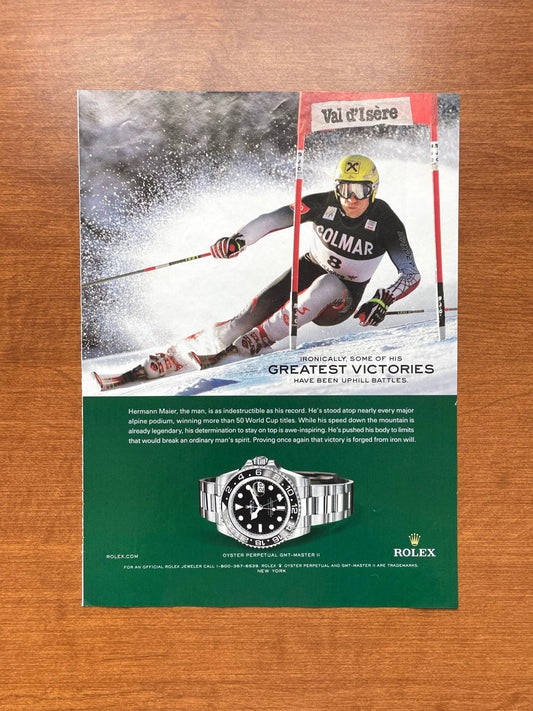 Val d'Isère
COLMAR
8
IRONICALLY, SOME OF HIS
GREATEST VICTORIES
HAVE BEEN UPHILL BATTLES.
Hermann Maier, the man, is as indestructible as his record. He's stood atop nearly every major
alpine podium, winning more than 50 World Cup titles. While his speed down the mountain is
already legendary, his determination to stay on top is awe-inspiring. He's pushed his body to limits
that would break an ordinary man's spirit. Proving once again that victory is forged from iron will.
ROLEX.COM
OYSTER PERPETUAL GMT-MASTER II
ROLEX
FOR AN OFFICIAL ROLEX JEWELER CALL 1-800-367-6539. ROLEX OYSTER PERPETUAL AND GMT-MASTER II ARE TRADEMARKS.
NEW YORK